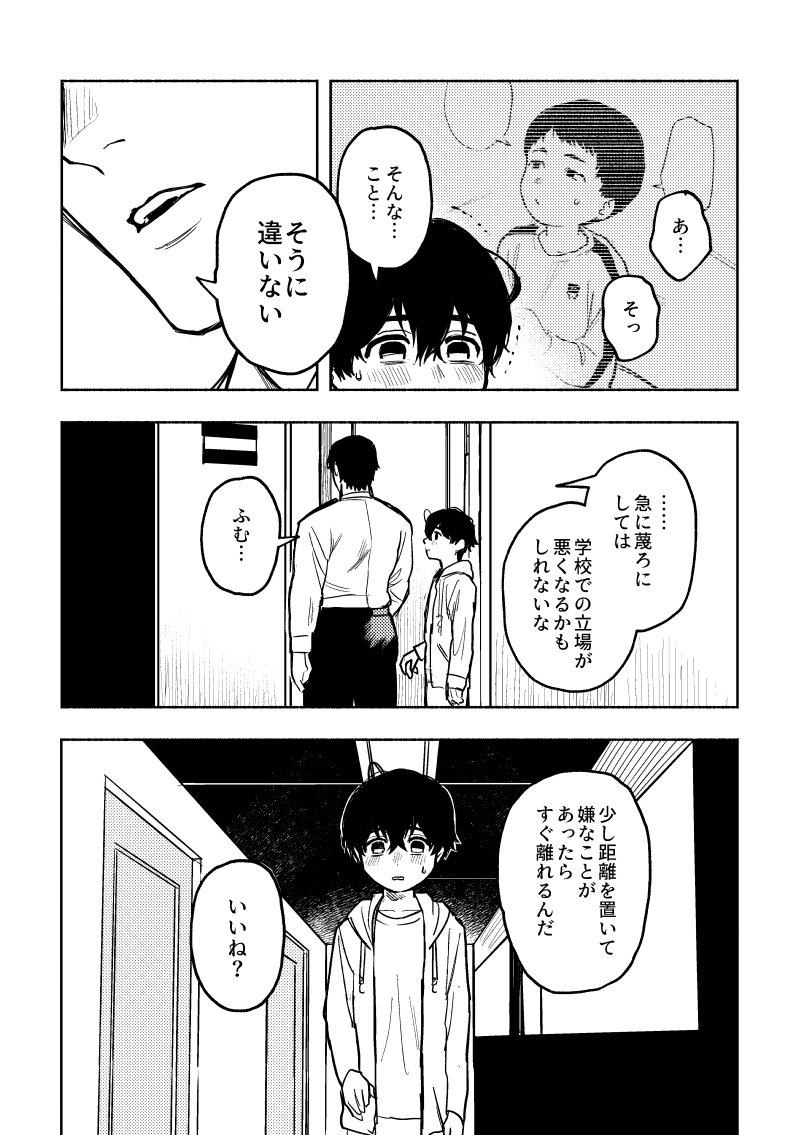 あ…
そっ
そんな…
こと…
そうに
違いない
……
急に蔑ろに
しては
学校での立場が
悪くなるかも
しれないな
ふむ…
少し距離を置いて
嫌なことが
あったら
すぐ離れるんだ
いいね？